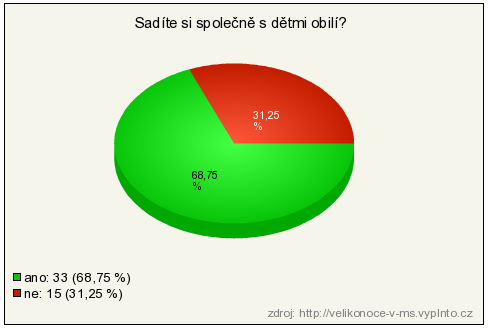 Sadíte si společně s dětmi obilí?
31,25
%
68,75
%
ano: 33 (68,75 %)
ne: 15 (31,25 %)
zdroj: http://velikonoce-v-ms.vyplnto.cz